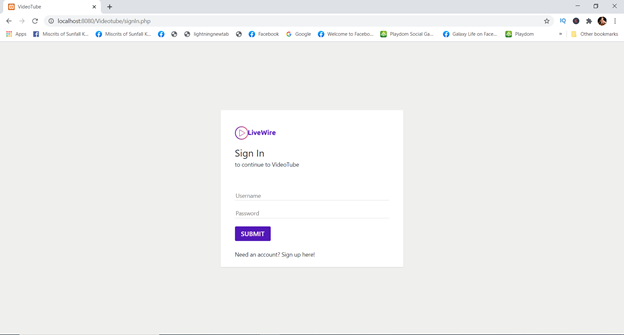 VideoTube
localhost:8080/Videotube/signIn.php
Apps Miscrits of Sunfall K... Miscrits of Sunfall K... lightningnewtab Facebook Google Welcome to Facebo... Playdom Social Ga... Galaxy Life on Face... Playdom » Other bookmarks
LiveWire
Sign In
to continue to VideoTube
Username
Password
SUBMIT
Need an account? Sign up here!